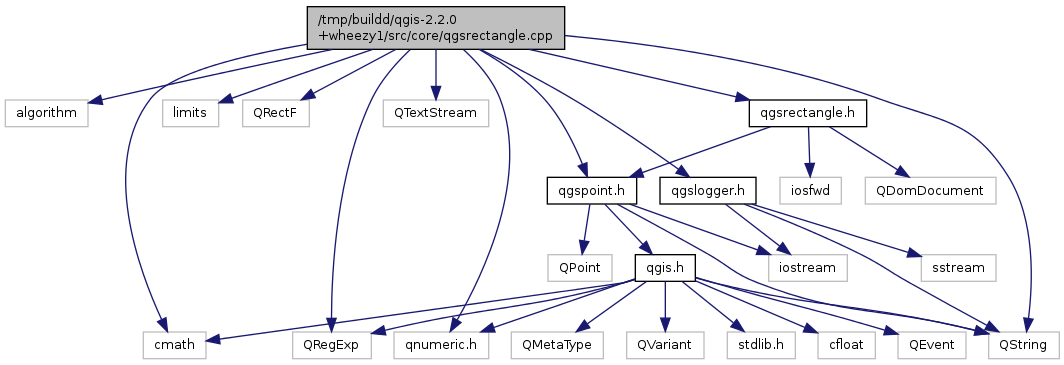 /tmp/buildd/qgis-2.2.0
+wheezy1/src/core/qgsrectangle.cpp
algorithm
limits
QRectF
QTextStream
qgsrectangle.h
qgspoint.h
qgslogger.h
iosfwd
QDomDocument
QPoint
qgis.h
iostream
sstream
cmath
QRegExp
qnumeric.h
QMetaType
QVariant
stdlib.h
cfloat
QEvent
QString